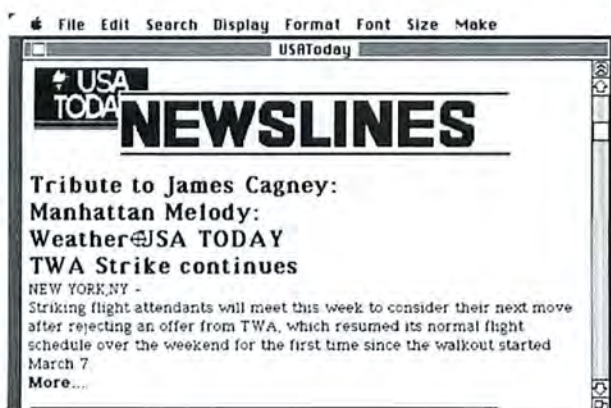 File Edit Search Display Format Font Size Make
USAToday
USA
TODAY
NEWSLINES
Tribute to James Cagney:
Manhattan Melody:
Weather@USA TODAY
TWA Strike continues
NEW YORK,NY -
Striking flight attendants will meet this week to consider their next move
after rejecting an offer from TWA, which resumed its normal flight
schedule over the weekend for the first time since the walkout started
March 7
More....